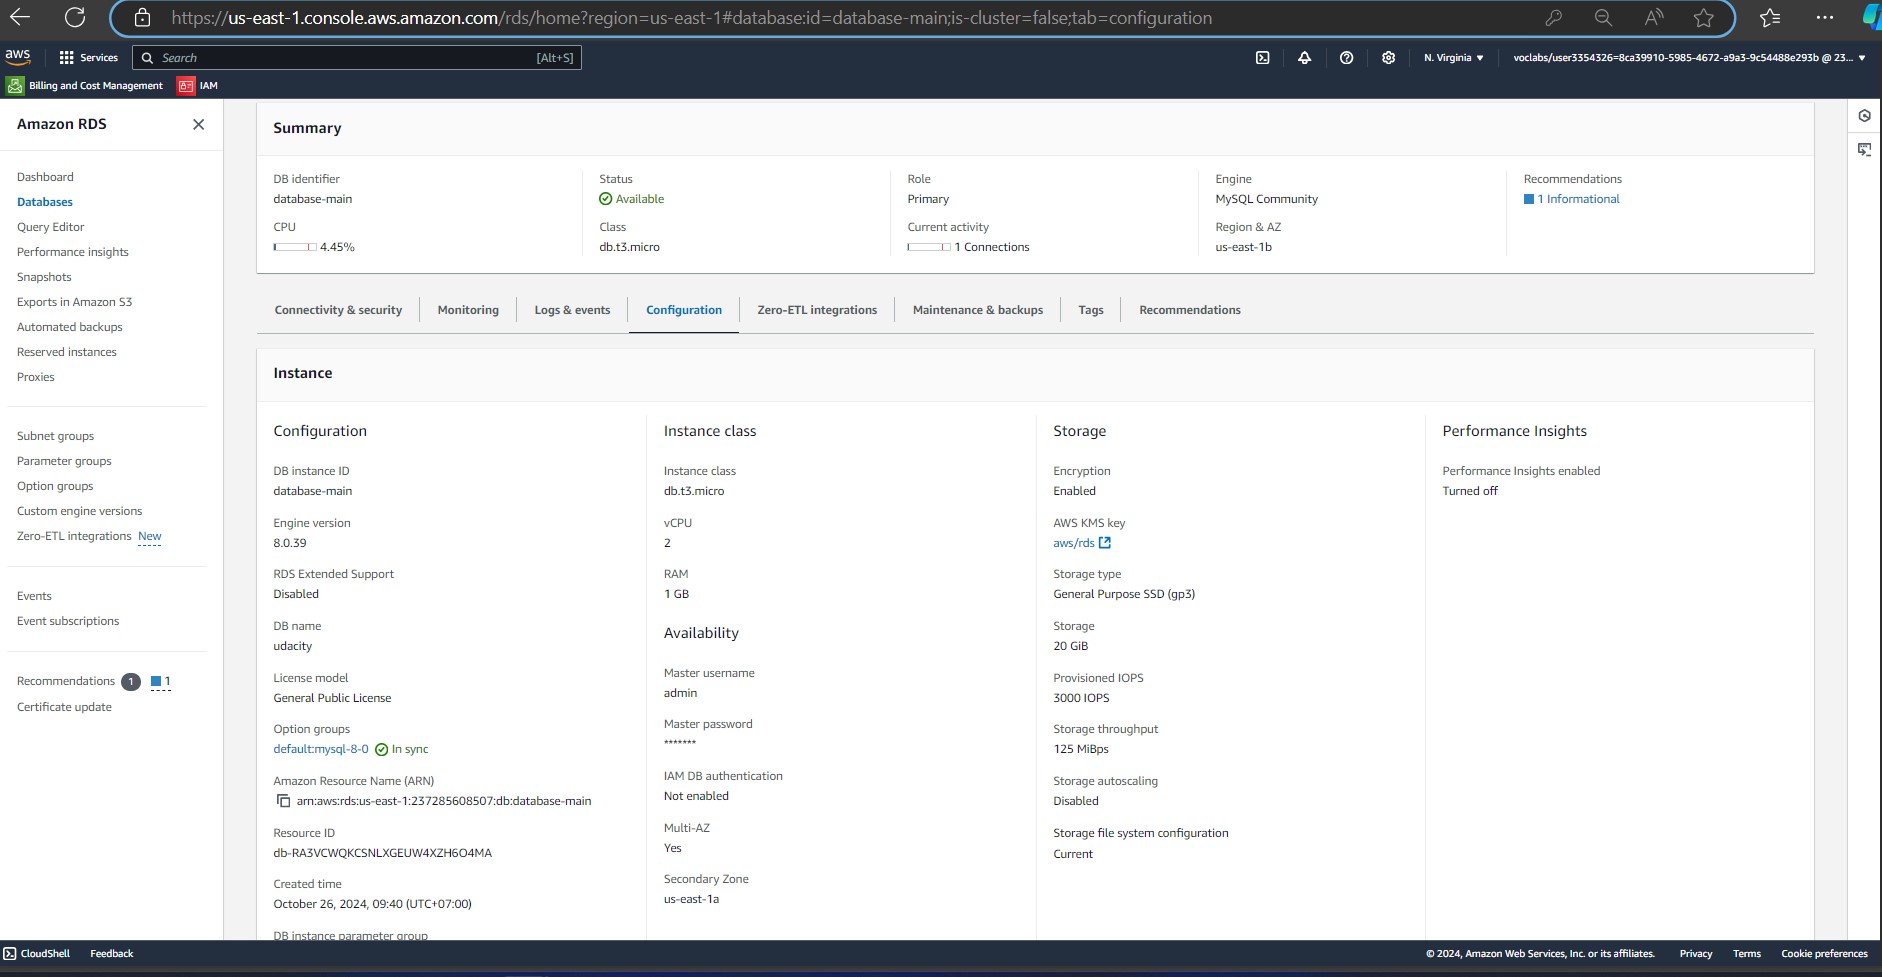 https://us-east-1.console.aws.amazon.com/rds/home?region=us-east-1#database:id=database-main;is-cluster=false;tab=configuration
aws
Services
Search
[Alt+S]
N. Virginia
voclabs/user3354326=8ca39910-5985-4672-a9a3-9c54488e293b @ 23...
Billing and Cost Management
IAM
Amazon RDS
Dashboard
Databases
Query Editor
Performance insights
Snapshots
Exports in Amazon S3
Automated backups
Reserved instances
Proxies
Subnet groups
Parameter groups
Option groups
Custom engine versions
Zero-ETL integrations New
Events
Event subscriptions
Recommendations 1 1
Certificate update
Summary
DB identifier
database-main
CPU
4.45%
Status
Available
Class
db.t3.micro
Role
Primary
Current activity
1 Connections
Engine
MySQL Community
Region & AZ
us-east-1b
Recommendations
1 Informational
Connectivity & security
Monitoring
Logs & events
Configuration
Zero-ETL integrations
Maintenance & backups
Tags
Recommendations
Instance
Configuration
DB instance ID
database-main
Engine version
8.0.39
RDS Extended Support
Disabled
DB name
udacity
License model
General Public License
Option groups
default:mysql-8-0 In sync
Amazon Resource Name (ARN)
arn:aws:rds:us-east-1:237285608507:db:database-main
Resource ID
db-RA3VCWQKCSNLXGEUW4XZH6O4MA
Created time
October 26, 2024, 09:40 (UTC+07:00)
DB instance parameter group
Instance class
Instance class
db.t3.micro
vCPU
2
RAM
1 GB
Availability
Master username
admin
Master password
*******
IAM DB authentication
Not enabled
Multi-AZ
Yes
Secondary Zone
us-east-1a
Storage
Encryption
Enabled
AWS KMS key
aws/rds
Storage type
General Purpose SSD (gp3)
Storage
20 GiB
Provisioned IOPS
3000 IOPS
Storage throughput
125 MiBps
Storage autoscaling
Disabled
Storage file system configuration
Current
Performance Insights
Performance Insights enabled
Turned off
CloudShell
Feedback
© 2024, Amazon Web Services, Inc. or its affiliates.
Privacy
Terms
Cookie preferences